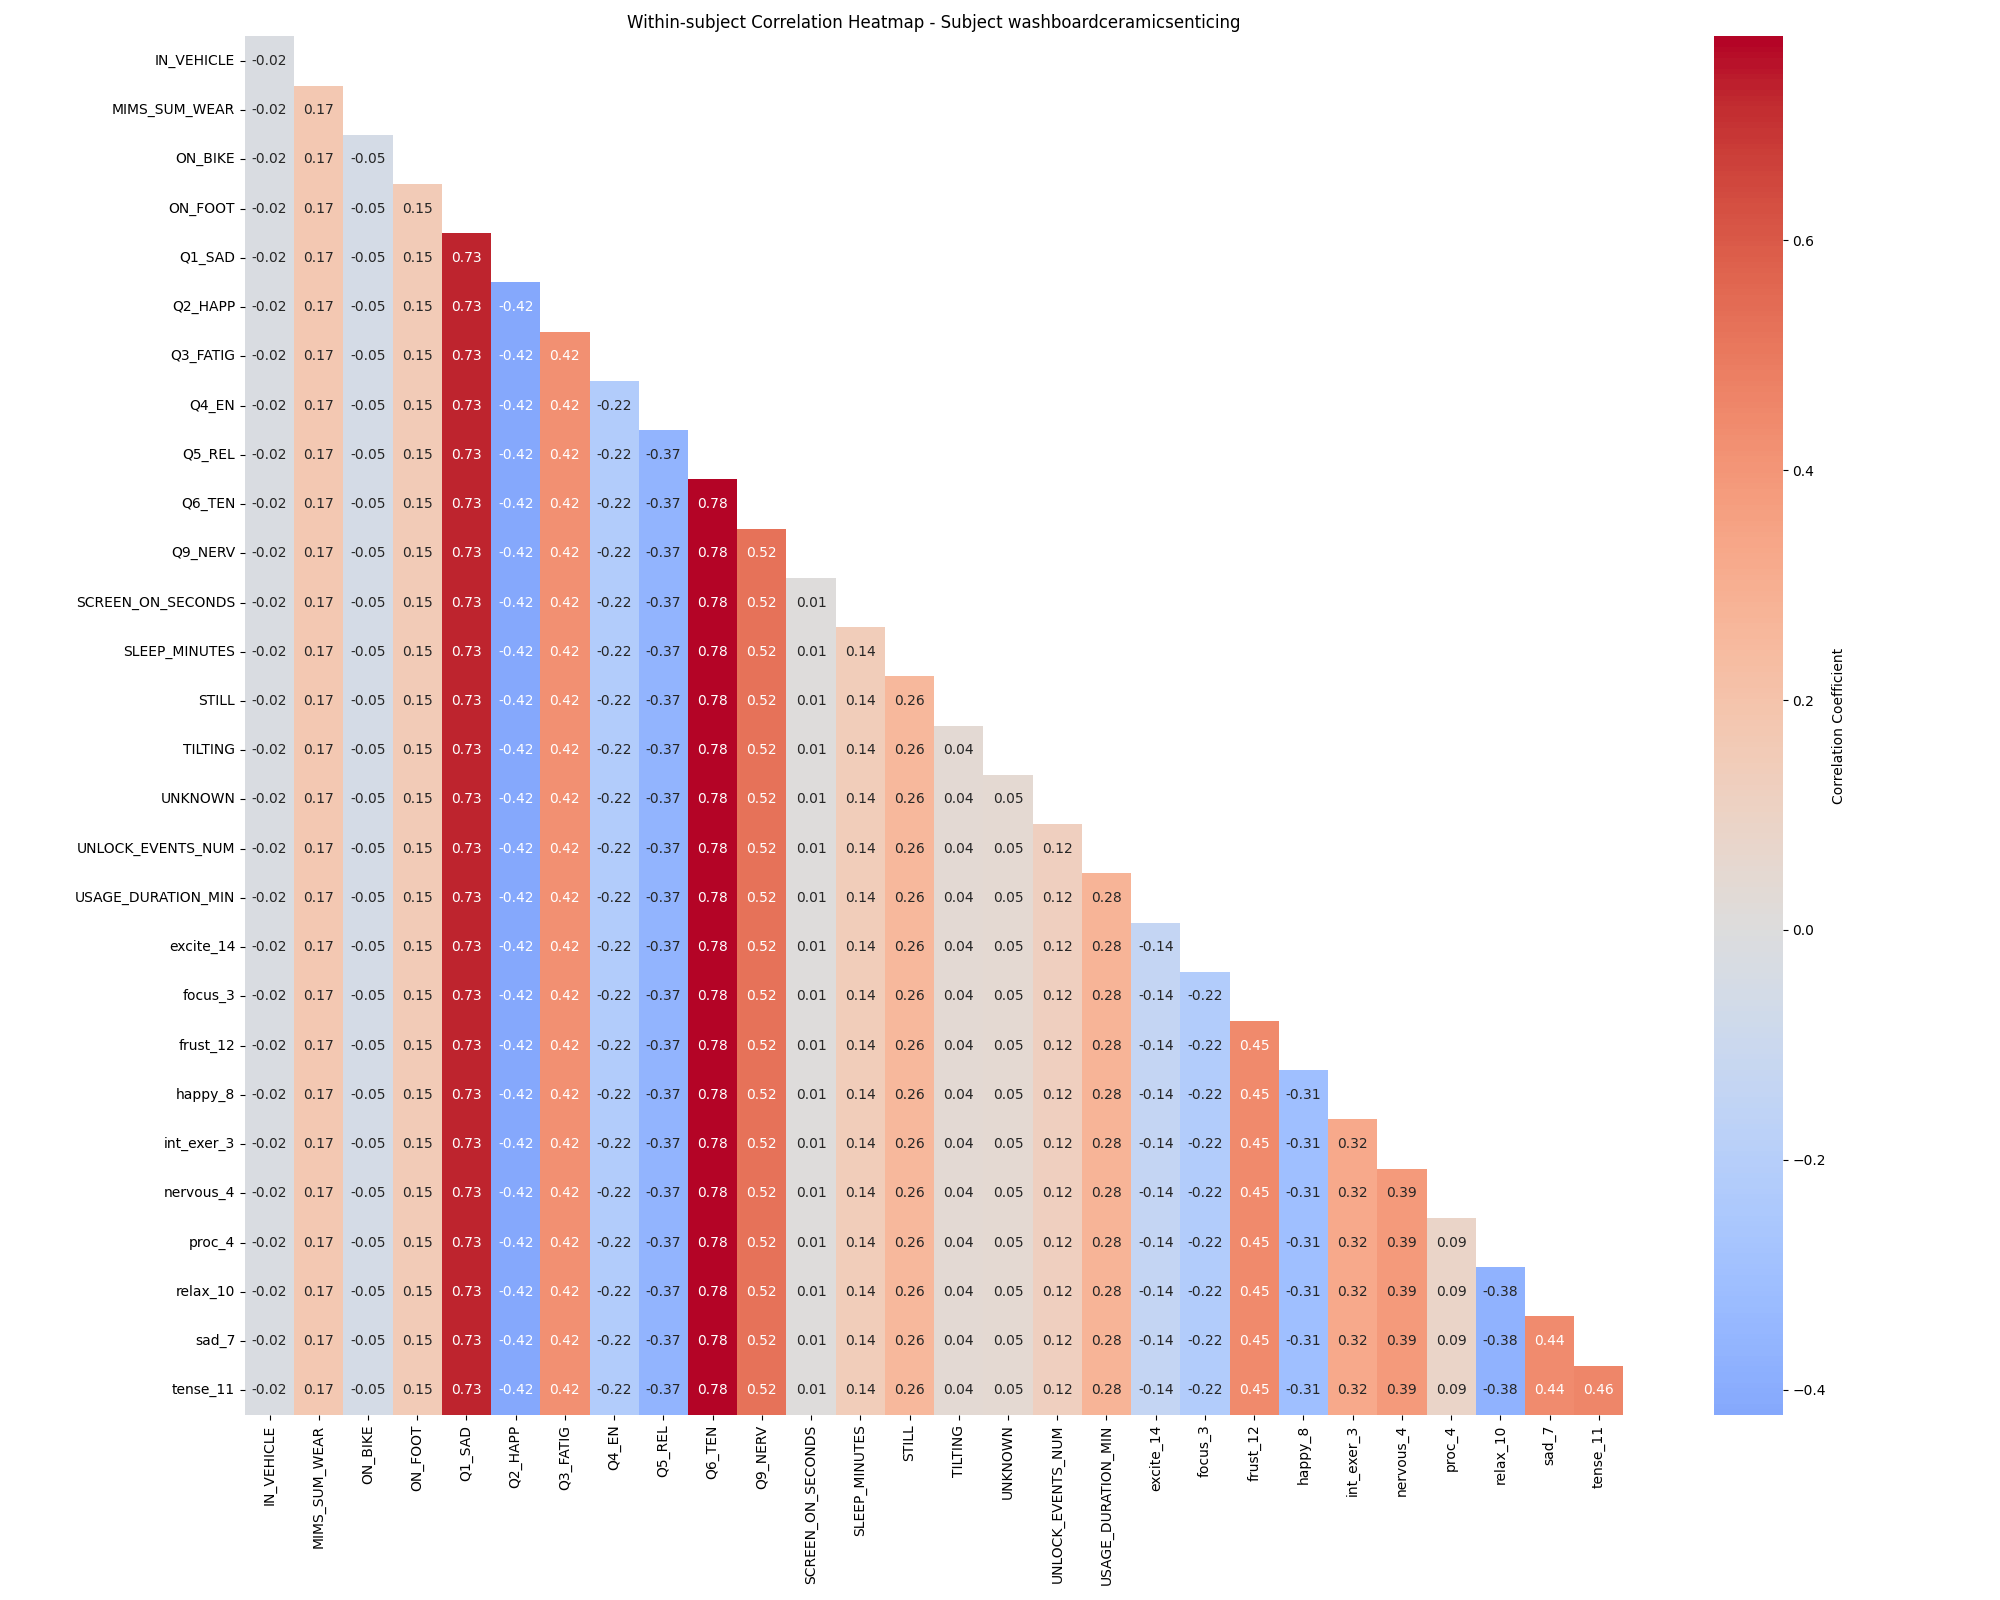 Within-subject Correlation Heatmap - Subject washboardceramicsenticing
IN_VEHICLE -0.02
MIMS_SUM_WEAR -0.02 0.17
ON_BIKE -0.02 0.17 -0.05
ON_FOOT -0.02 0.17 -0.05 0.15
Q1_SAD -0.02 0.17 -0.05 0.15 0.73
Q2_HAPP -0.02 0.17 -0.05 0.15 0.73 -0.42
Q3_FATIG -0.02 0.17 -0.05 0.15 0.73 -0.42 0.42
Q4_EN -0.02 0.17 -0.05 0.15 0.73 -0.42 0.42 -0.22
Q5_REL -0.02 0.17 -0.05 0.15 0.73 -0.42 0.42 -0.22 -0.37
Q6_TEN -0.02 0.17 -0.05 0.15 0.73 -0.42 0.42 -0.22 -0.37 0.78
Q9_NERV -0.02 0.17 -0.05 0.15 0.73 -0.42 0.42 -0.22 -0.37 0.78 0.52
SCREEN_ON_SECONDS -0.02 0.17 -0.05 0.15 0.73 -0.42 0.42 -0.22 -0.37 0.78 0.52 0.01
SLEEP_MINUTES -0.02 0.17 -0.05 0.15 0.73 -0.42 0.42 -0.22 -0.37 0.78 0.52 0.01 0.14
STILL -0.02 0.17 -0.05 0.15 0.73 -0.42 0.42 -0.22 -0.37 0.78 0.52 0.01 0.14 0.26
TILTING -0.02 0.17 -0.05 0.15 0.73 -0.42 0.42 -0.22 -0.37 0.78 0.52 0.01 0.14 0.26 0.04
UNKNOWN -0.02 0.17 -0.05 0.15 0.73 -0.42 0.42 -0.22 -0.37 0.78 0.52 0.01 0.14 0.26 0.04 0.05
UNLOCK_EVENTS_NUM -0.02 0.17 -0.05 0.15 0.73 -0.42 0.42 -0.22 -0.37 0.78 0.52 0.01 0.14 0.26 0.04 0.05 0.12
USAGE_DURATION_MIN -0.02 0.17 -0.05 0.15 0.73 -0.42 0.42 -0.22 -0.37 0.78 0.52 0.01 0.14 0.26 0.04 0.05 0.12 0.28
excite_14 -0.02 0.17 -0.05 0.15 0.73 -0.42 0.42 -0.22 -0.37 0.78 0.52 0.01 0.14 0.26 0.04 0.05 0.12 0.28 -0.14
focus_3 -0.02 0.17 -0.05 0.15 0.73 -0.42 0.42 -0.22 -0.37 0.78 0.52 0.01 0.14 0.26 0.04 0.05 0.12 0.28 -0.14 -0.22
frust_12 -0.02 0.17 -0.05 0.15 0.73 -0.42 0.42 -0.22 -0.37 0.78 0.52 0.01 0.14 0.26 0.04 0.05 0.12 0.28 -0.14 -0.22 0.45
happy_8 -0.02 0.17 -0.05 0.15 0.73 -0.42 0.42 -0.22 -0.37 0.78 0.52 0.01 0.14 0.26 0.04 0.05 0.12 0.28 -0.14 -0.22 0.45 -0.31
int_exer_3 -0.02 0.17 -0.05 0.15 0.73 -0.42 0.42 -0.22 -0.37 0.78 0.52 0.01 0.14 0.26 0.04 0.05 0.12 0.28 -0.14 -0.22 0.45 -0.31 0.32
nervous_4 -0.02 0.17 -0.05 0.15 0.73 -0.42 0.42 -0.22 -0.37 0.78 0.52 0.01 0.14 0.26 0.04 0.05 0.12 0.28 -0.14 -0.22 0.45 -0.31 0.32 0.39
proc_4 -0.02 0.17 -0.05 0.15 0.73 -0.42 0.42 -0.22 -0.37 0.78 0.52 0.01 0.14 0.26 0.04 0.05 0.12 0.28 -0.14 -0.22 0.45 -0.31 0.32 0.39 0.09
relax_10 -0.02 0.17 -0.05 0.15 0.73 -0.42 0.42 -0.22 -0.37 0.78 0.52 0.01 0.14 0.26 0.04 0.05 0.12 0.28 -0.14 -0.22 0.45 -0.31 0.32 0.39 0.09 -0.38
sad_7 -0.02 0.17 -0.05 0.15 0.73 -0.42 0.42 -0.22 -0.37 0.78 0.52 0.01 0.14 0.26 0.04 0.05 0.12 0.28 -0.14 -0.22 0.45 -0.31 0.32 0.39 0.09 -0.38 0.44
tense_11 -0.02 0.17 -0.05 0.15 0.73 -0.42 0.42 -0.22 -0.37 0.78 0.52 0.01 0.14 0.26 0.04 0.05 0.12 0.28 -0.14 -0.22 0.45 -0.31 0.32 0.39 0.09 -0.38 0.44 0.46
IN_VEHICLE
MIMS_SUM_WEAR
ON_BIKE
ON_FOOT
Q1_SAD
Q2_HAPP
Q3_FATIG
Q4_EN
Q5_REL
Q6_TEN
Q9_NERV
SCREEN_ON_SECONDS
SLEEP_MINUTES
STILL
TILTING
UNKNOWN
UNLOCK_EVENTS_NUM
USAGE_DURATION_MIN
excite_14
focus_3
frust_12
happy_8
int_exer_3
nervous_4
proc_4
relax_10
sad_7
tense_11
0.6
0.4
0.2
0.0
−0.2
−0.4
Correlation Coefficient